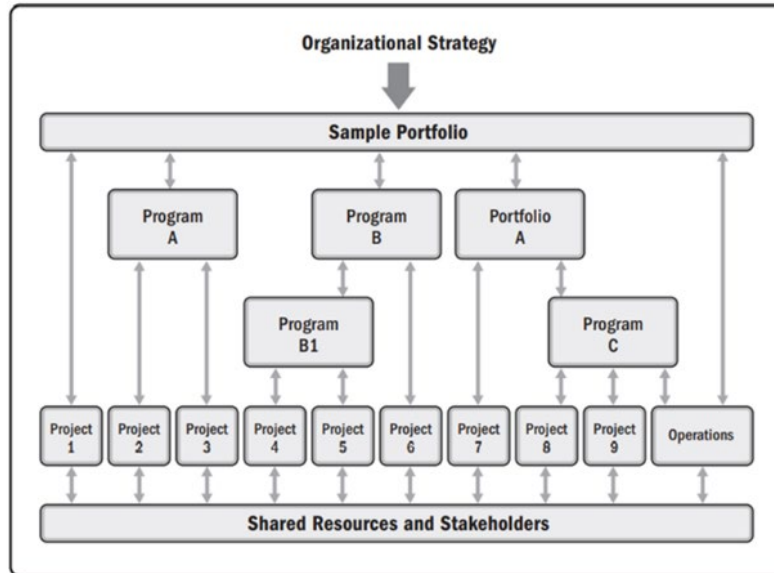 Organizational Strategy
Sample Portfolio
Program
A
Program
B
Portfolio
A
Program
B1
Program
C
Project
1
Project
2
Project
3
Project
4
Project
5
Project
6
Project
7
Project
8
Project
9
Operations
Shared Resources and Stakeholders